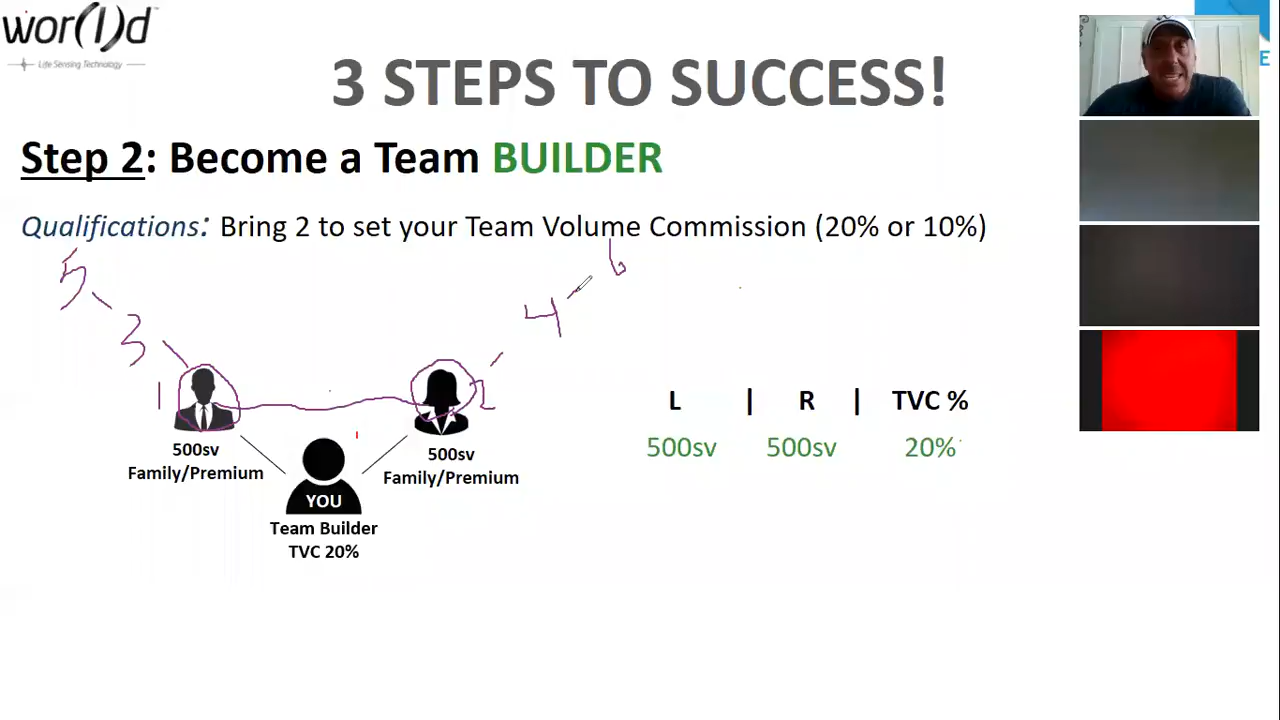 wor(l)d
Life Sensing Technology
3 STEPS TO SUCCESS!
E
Step 2: Become a Team BUILDER
Qualifications: Bring 2 to set your Team Volume Commission (20% or 10%)
5
6
3
4
1
2
500sv
Family/Premium
500sv
Family/Premium
YOU
Team Builder
TVC 20%
L | R | TVC %
500sv 500sv 20%